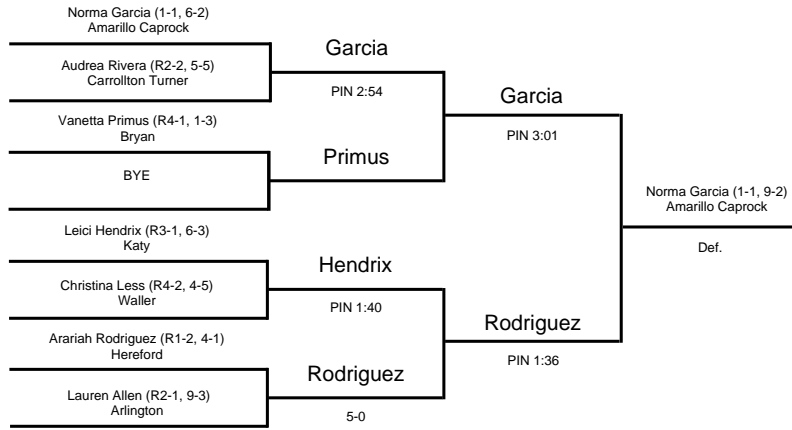 Norma Garcia (1-1, 6-2)
Amarillo Caprock
Audrea Rivera (R2-2, 5-5)
Carrollton Turner
Vanetta Primus (R4-1, 1-3)
Bryan
BYE
Leici Hendrix (R3-1, 6-3)
Katy
Christina Less (R4-2, 4-5)
Waller
Arariah Rodriguez (R1-2, 4-1)
Hereford
Lauren Allen (R2-1, 9-3)
Arlington
Garcia
PIN 2:54
Primus
Hendrix
PIN 1:40
Rodriguez
5-0
Garcia
PIN 3:01
Rodriguez
PIN 1:36
Norma Garcia (1-1, 9-2)
Amarillo Caprock
Def.